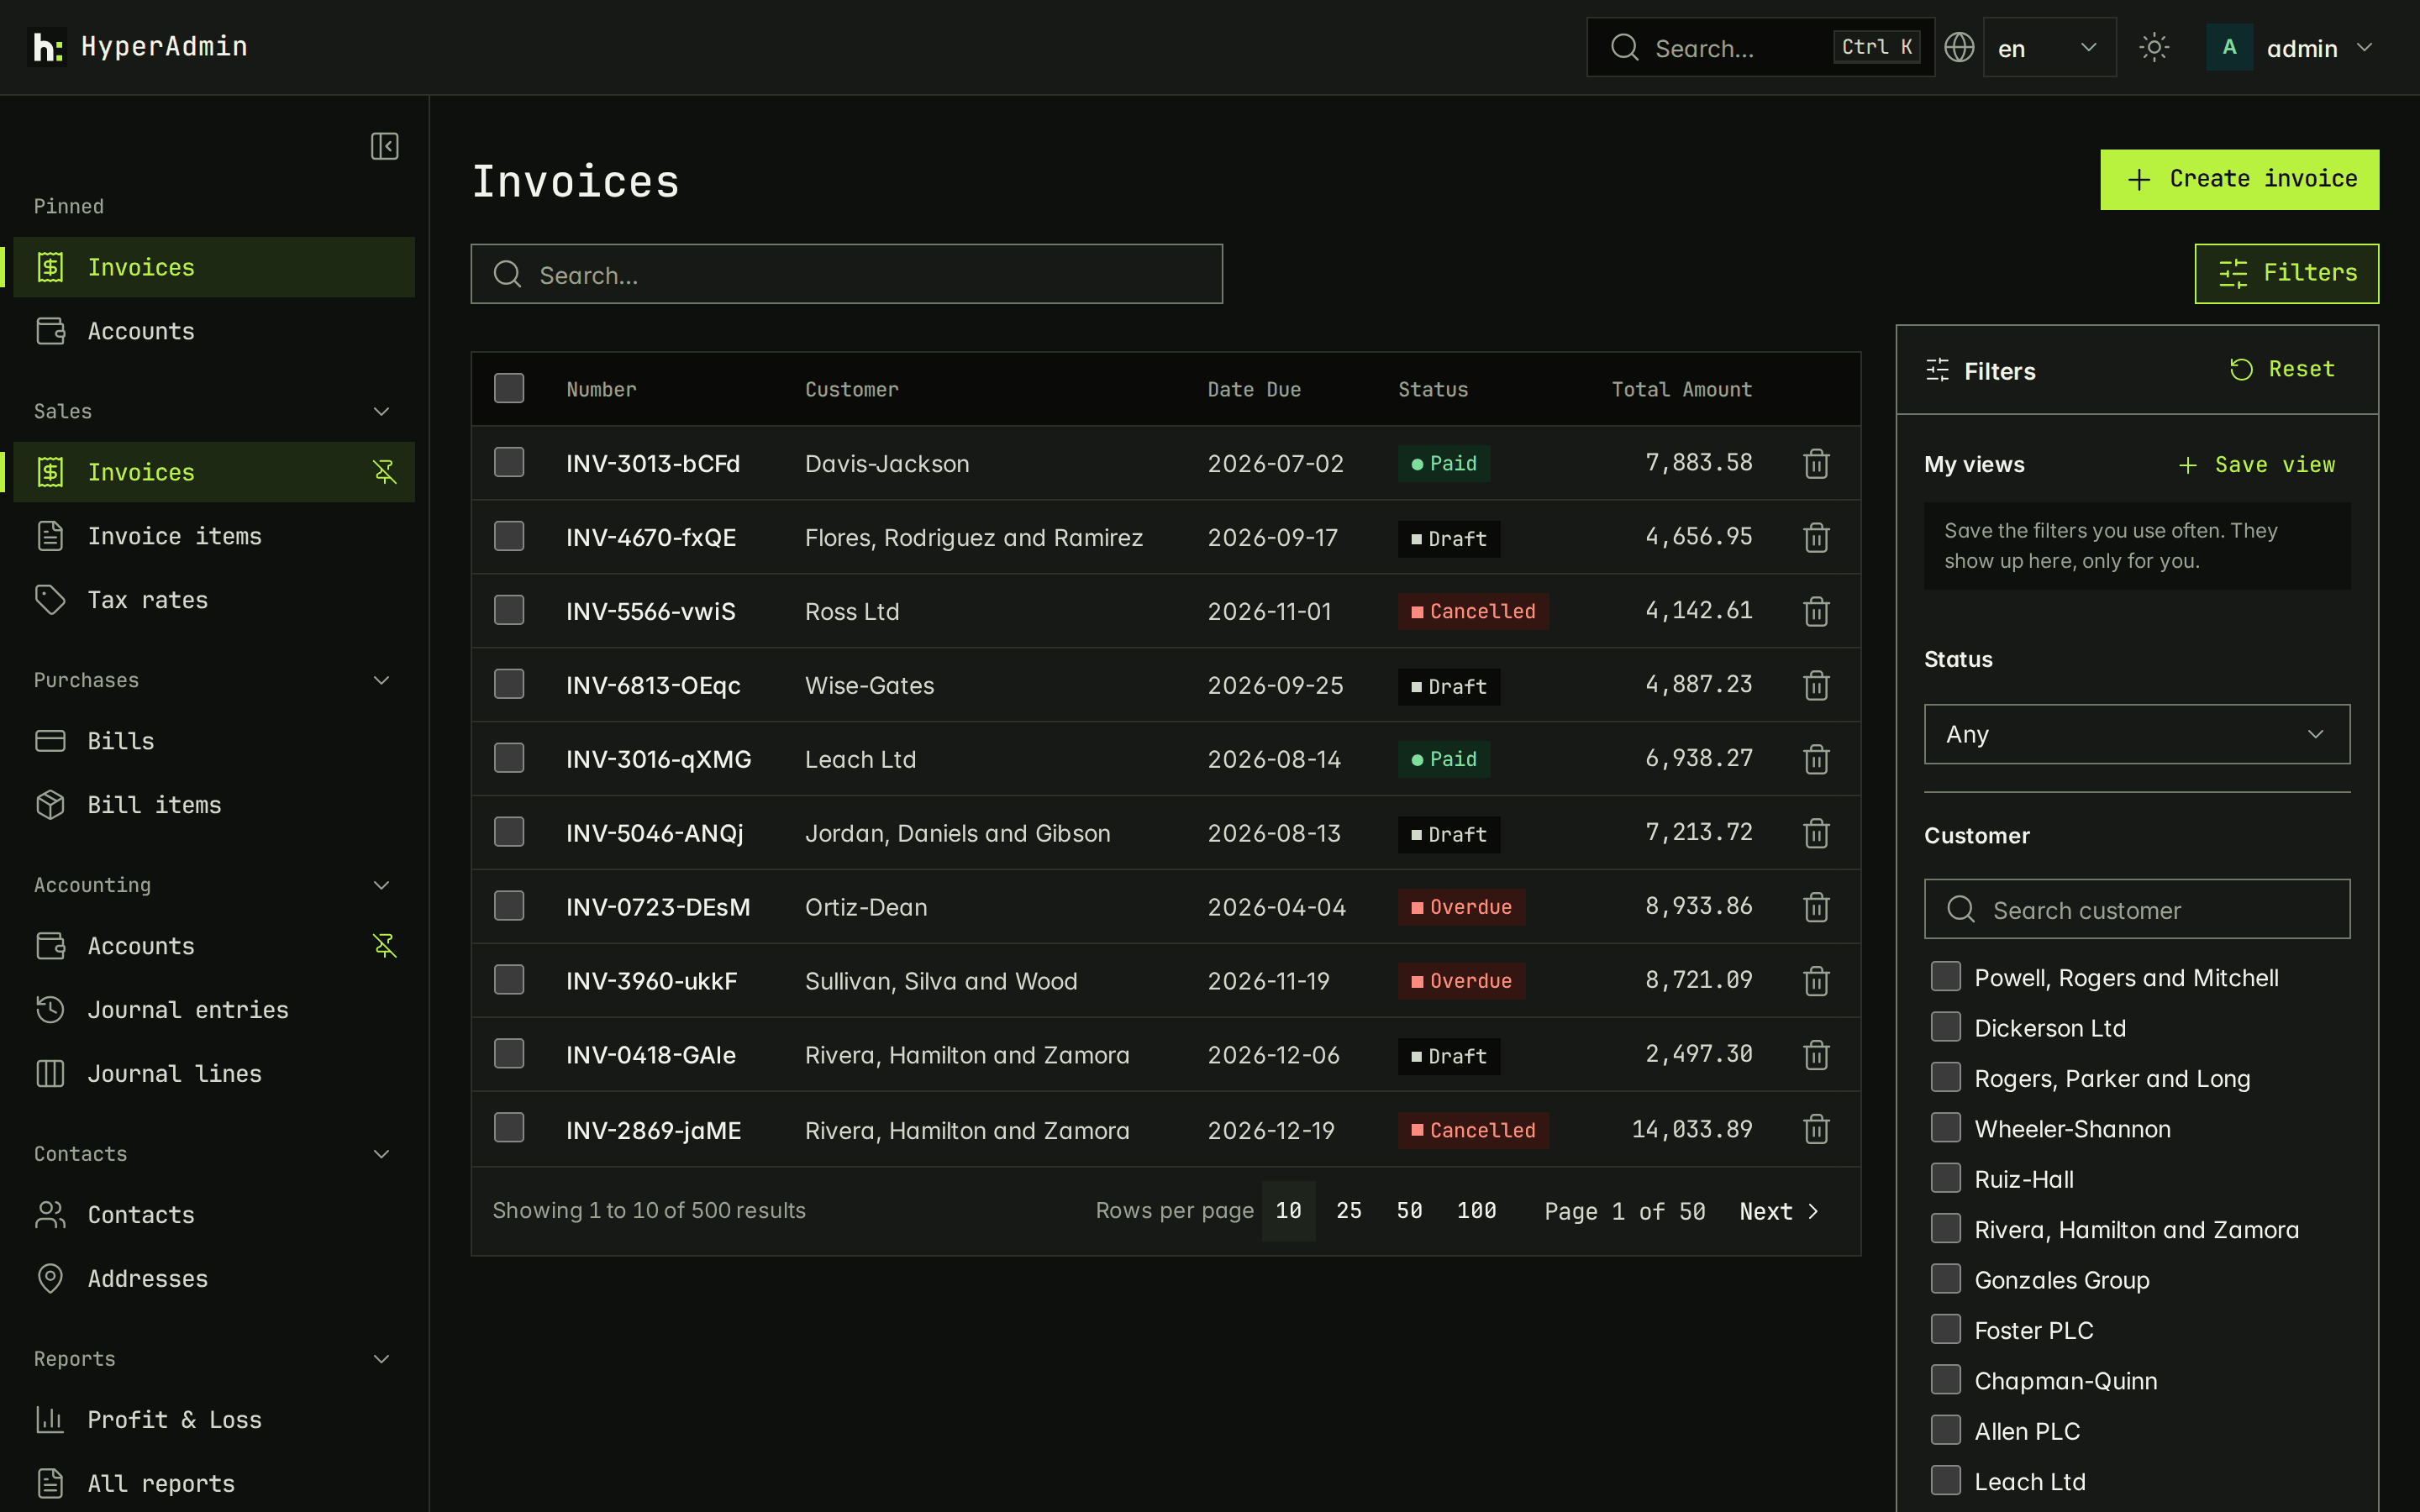 h: HyperAdmin
Search...
Ctrl K
en
A
admin
Pinned
Invoices
Accounts
Sales
Invoices
Invoice items
Tax rates
Purchases
Bills
Bill items
Accounting
Accounts
Journal entries
Journal lines
Contacts
Contacts
Addresses
Reports
Profit & Loss
All reports
Invoices
Create invoice
Search...
Filters
Number Customer Date Due Status Total Amount
INV-3013-bCFd Davis-Jackson 2026-07-02 Paid 7,883.58
INV-4670-fxQE Flores, Rodriguez and Ramirez 2026-09-17 Draft 4,656.95
INV-5566-vwiS Ross Ltd 2026-11-01 Cancelled 4,142.61
INV-6813-OEqc Wise-Gates 2026-09-25 Draft 4,887.23
INV-3016-qXMG Leach Ltd 2026-08-14 Paid 6,938.27
INV-5046-ANQj Jordan, Daniels and Gibson 2026-08-13 Draft 7,213.72
INV-0723-DEsM Ortiz-Dean 2026-04-04 Overdue 8,933.86
INV-3960-ukkF Sullivan, Silva and Wood 2026-11-19 Overdue 8,721.09
INV-0418-GAle Rivera, Hamilton and Zamora 2026-12-06 Draft 2,497.30
INV-2869-jaME Rivera, Hamilton and Zamora 2026-12-19 Cancelled 14,033.89
Showing 1 to 10 of 500 results Rows per page 10 25 50 100 Page 1 of 50 Next
Filters
Reset
My views
Save view
Save the filters you use often. They
show up here, only for you.
Status
Any
Customer
Search customer
Powell, Rogers and Mitchell
Dickerson Ltd
Rogers, Parker and Long
Wheeler-Shannon
Ruiz-Hall
Rivera, Hamilton and Zamora
Gonzales Group
Foster PLC
Chapman-Quinn
Allen PLC
Leach Ltd